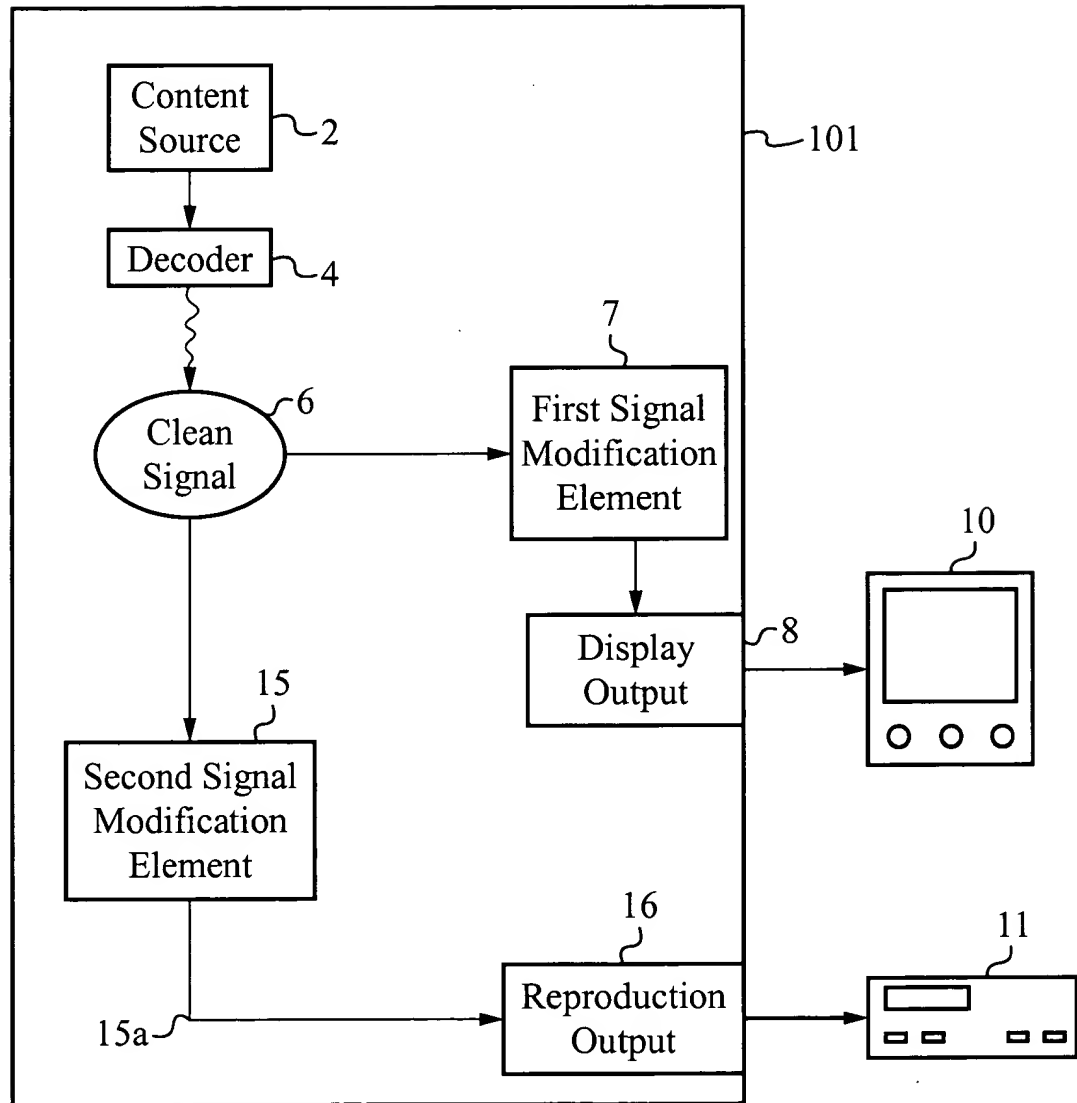 Content
Source
2
101
Decoder
4
7
6
Clean
Signal
First Signal
Modification
Element
10
8
Display
Output
15
Second Signal
Modification
Element
16
11
Reproduction
Output
15a